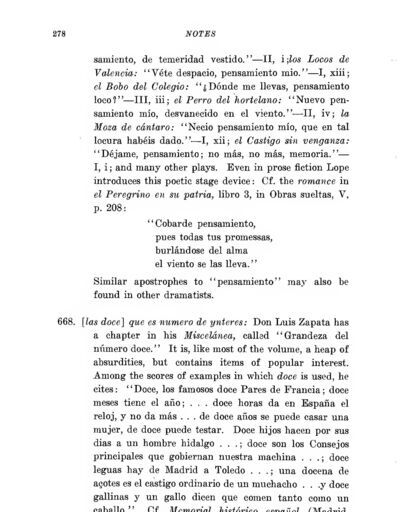 278 NOTES
samiento, de temeridad vestido.”—II, i; los Locos de
Valencia: “Véte despacio, pensamiento mio.”—I, xiii;
el Bobo del Colegio: “¿Dónde me llevas, pensamiento
loco?”—III, iii; el Perro del hortelano: “Nuevo pen-
samiento mío, desvanecido en el viento.”—II, iv; la
Moza de cántaro: “Necio pensamiento mío, que en tal
locura habéis dado.”—I, xii; el Castigo sin venganza:
“Déjame, pensamiento; no más, no más, memoria.”—
I, i; and many other plays. Even in prose fiction Lope
introduces this poetic stage device: Cf. the romance in
el Peregrino en su patria, libro 3, in Obras sueltas, V,
p. 208:
“Cobarde pensamiento,
pues todas tus promessas,
burlándose del alma
el viento se las lleva.”
Similar apostrophes to “pensamiento” may also be
found in other dramatists.
668. [las doce] que es numero de ynteres: Don Luis Zapata has
a chapter in his Miscelánea, called “Grandeza del
número doce.” It is, like most of the volume, a heap of
absurdities, but contains items of popular interest.
Among the scores of examples in which doce is used, he
cites: “Doce, los famosos doce Pares de Francia; doce
meses tiene el año; . . . doce horas da en España el
reloj, y no da más . . . de doce años se puede casar una
mujer, de doce puede testar. Doce hijos hacen por sus
dias a un hombre hidalgo . . .; doce son los Consejos
principales que gobiernan nuestra machina . . .; doce
leguas hay de Madrid a Toledo . . .; una docena de
açotes es el castigo ordinario de un muchacho . . .y doce
gallinas y un gallo dicen que comen tanto como un
caballo.” Cf. Memorial histórico español (Madrid,